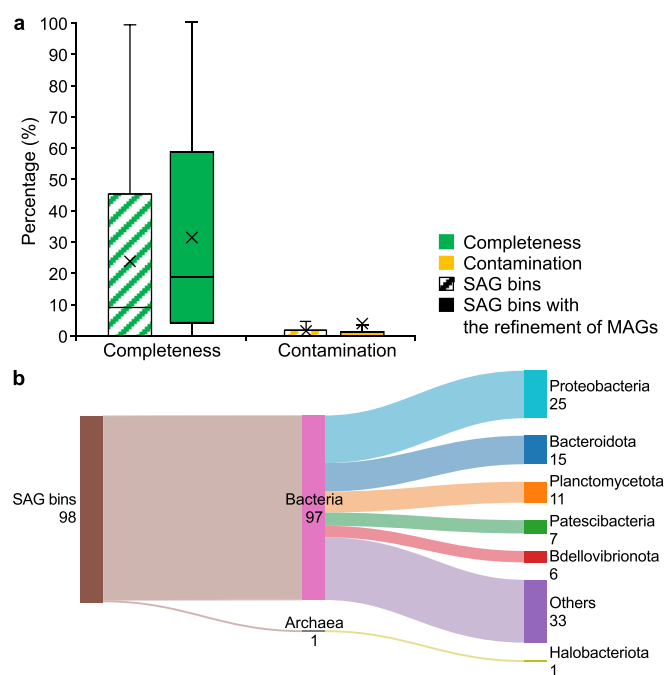 a
Percentage (%)
100
90
80
70
60
50
40
30
20
10
0
Completeness
Contamination
Completeness
Contamination
SAG bins
SAG bins with
the refinement of MAGs
b
SAG bins
98
Bacteria
97
Archaea
1
Proteobacteria
25
Bacteroidota
15
Planctomycetota
11
Patescibacteria
7
Bdellovibrionota
6
Others
33
Halobacteriota
1